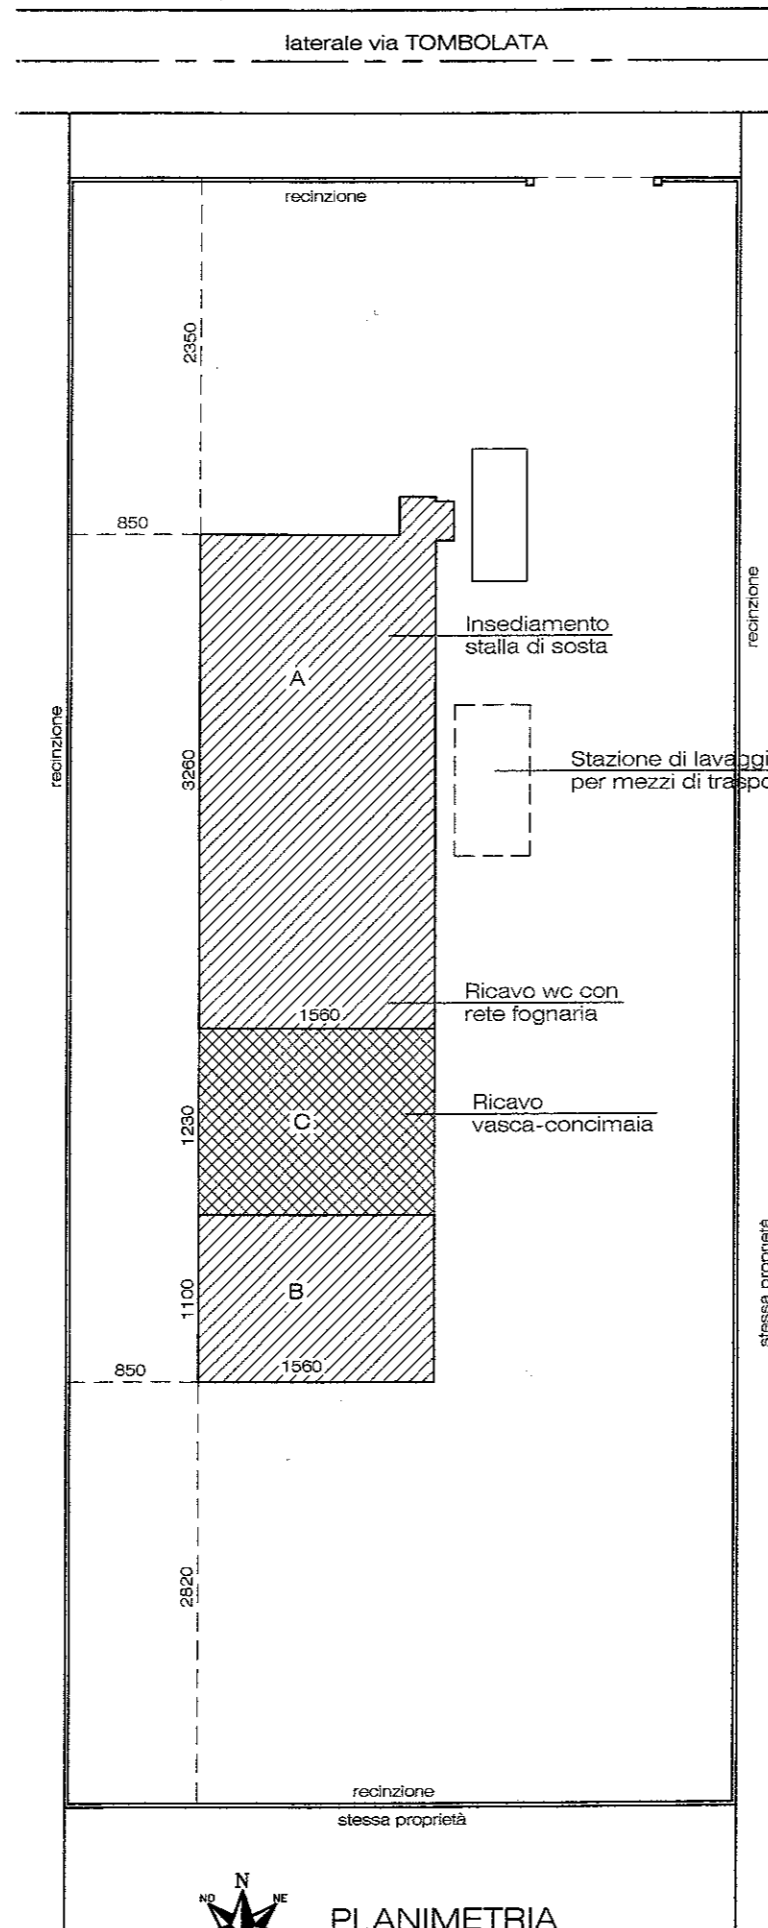 laterale via TOMBOLATA
recinzione
2350
850
Insediamento
stalla di sosta
A
recinzione
recinzione
3260
Stazione di lavaggi
per mezzi di traspo
Ricavo wc con
rete fognaria
1560
Ricavo
vasca-concimaia
C
1230
stessa proprietà
B
1100
1560
850
2820
recinzione
stessa proprietà
N
NO
NE
PLANIMETRIA